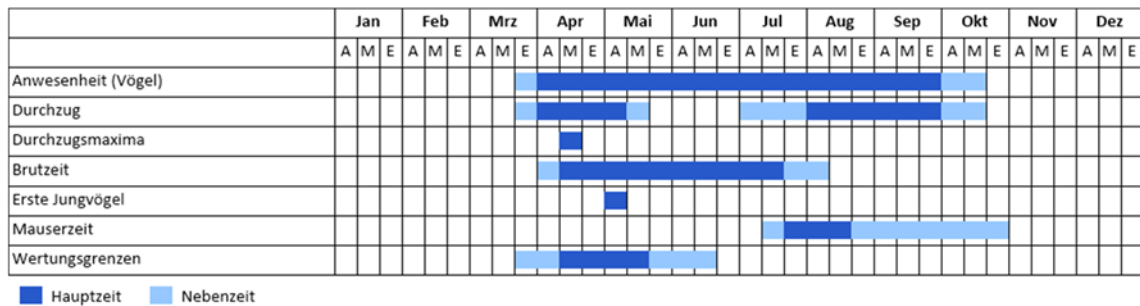 Jan Feb Mrz Apr Mai Jun Jul Aug Sep Okt Nov Dez
A M E A M E A M E A M E A M E A M E A M E A M E A M E A M E A M E A M E
Anwesenheit (Vögel)
Durchzug
Durchzugsmaxima
Brutzeit
Erste Jungvögel
Mauserzeit
Wertungsgrenzen
Hauptzeit Nebenzeit